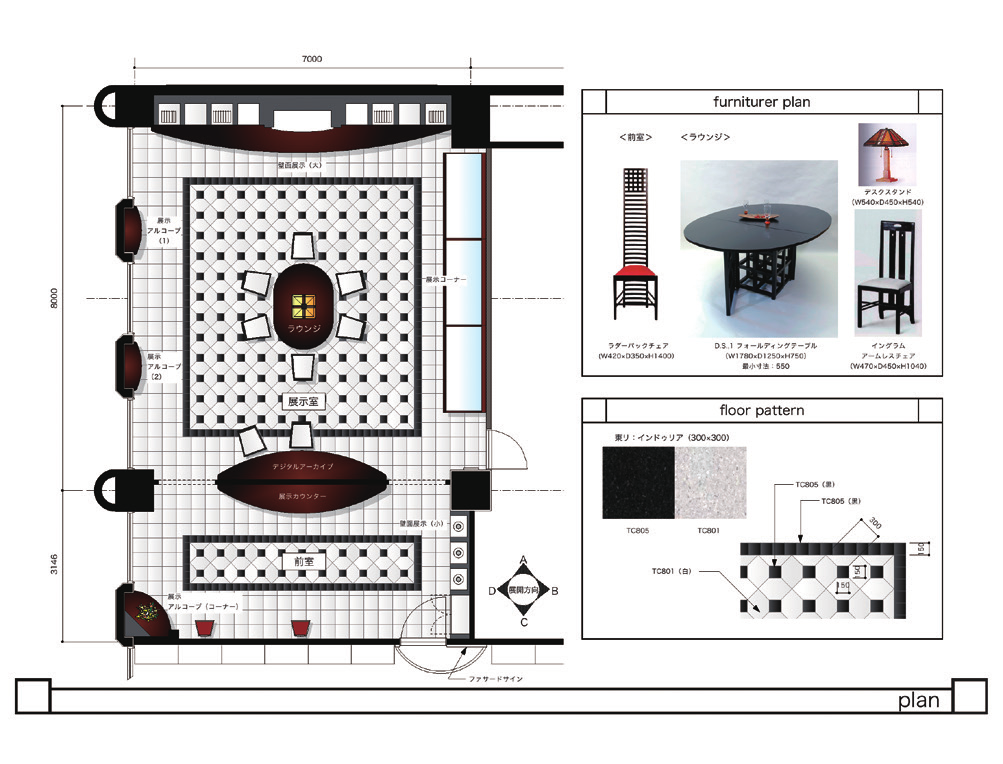 7000
8000
3146
壁面展示（大）
展示
アルコーブ
（1）
展示コーナー
ラウンジ
展示
アルコーブ
（2）
展示室
デジタルアーカイブ
展示カウンター
壁面展示（小）
前室
展示
アルコーブ（コーナー）
A
B
C
D
展開方向
ファサードサイン
furniturer plan
＜前室＞
＜ラウンジ＞
デスクスタンド
（W540×D450×H540）
ラダーバックチェア
（W420×D350×H1400）
D.S.1 フォールディングテーブル
（W1780×D1250×H750）
最小寸法：550
イングラム
アームレスチェア
（W470×D450×H1040）
floor pattern
東リ：インドゥリア（300×300）
TC805
TC801
TC805（黒）
TC805（黒）
TC801（白）
300
150
150
150
plan